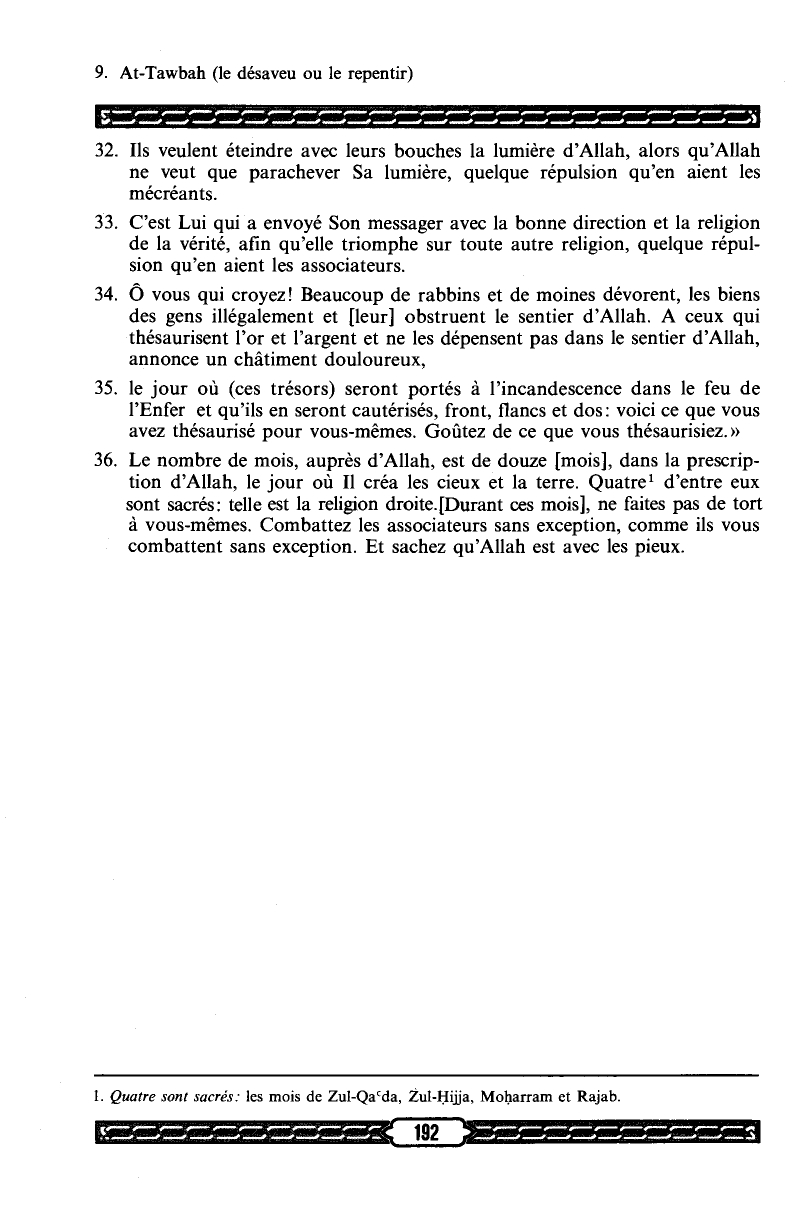 9. At-Tawbah (le désaveu ou le repentir)
32. Ils veulent éteindre avec leurs bouches la lumière d'Allah, alors qu'Allah
ne veut que parachever Sa lumière, quelque répulsion qu'en aient les
mécréants.
33. C'est Lui qui a envoyé Son messager avec la bonne direction et la religion
de la vérité, afin qu'elle triomphe sur toute autre religion, quelque répul-
sion qu'en aient les associateurs.
34. Ô vous qui croyez! Beaucoup de rabbins et de moines dévorent, les biens
des gens illégalement et [leur] obstruent le sentier d'Allah. A ceux qui
thésaurisent l'or et l'argent et ne les dépensent pas dans le sentier d'Allah,
annonce un châtiment douloureux,
35. le jour où (ces trésors) seront portés à l'incandescence dans le feu de
l'Enfer et qu'ils en seront cautérisés, front, flancs et dos: voici ce que vous
avez thésaurisé pour vous-mêmes. Goûtez de ce que vous thésaurisiez.»
36. Le nombre de mois, auprès d'Allah, est de douze [mois], dans la prescrip-
tion d'Allah, le jour où Il créa les cieux et la terre. Quatre¹ d'entre eux
sont sacrés: telle est la religion droite.[Durant ces mois], ne faites pas de tort
à vous-mêmes. Combattez les associateurs sans exception, comme ils vous
combattent sans exception. Et sachez qu'Allah est avec les pieux.
1. Quatre sont sacrés: les mois de Zul-Qaʿda, Żul-Ḥijja, Moḥarram et Rajab.
192